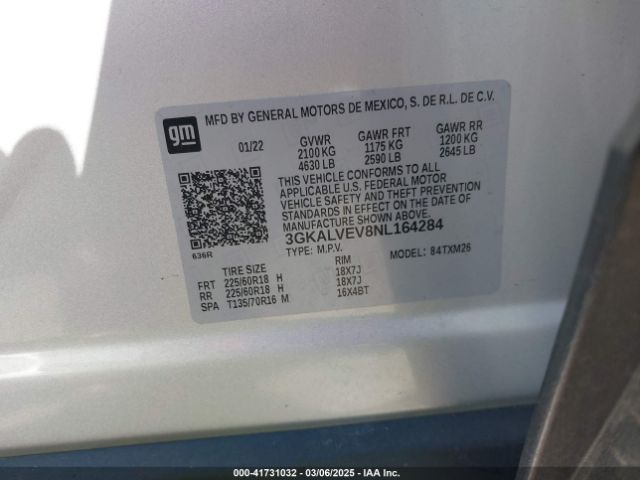 MFD BY GENERAL MOTORS DE MEXICO, S. DE R.L. DE C.V.
gm
01/22 GVWR GAWR FRT GAWR RR
2100 KG 1175 KG 1200 KG
4630 LB 2590 LB 2645 LB
THIS VEHICLE CONFORMS TO ALL
APPLICABLE U.S. FEDERAL MOTOR
VEHICLE SAFETY AND THEFT PREVENTION
STANDARDS IN EFFECT ON THE DATE OF
MANUFACTURE SHOWN ABOVE.
3GKALVEV8NL164284
TYPE: M.P.V. MODEL: 84TXM26
636R
TIRE SIZE RIM
FRT 225/60R18 H 18X7J
RR 225/60R18 H 18X7J
SPA T135/70R16 M 16X4BT
000-41731032 / 03/06/2025 / IAA Inc.